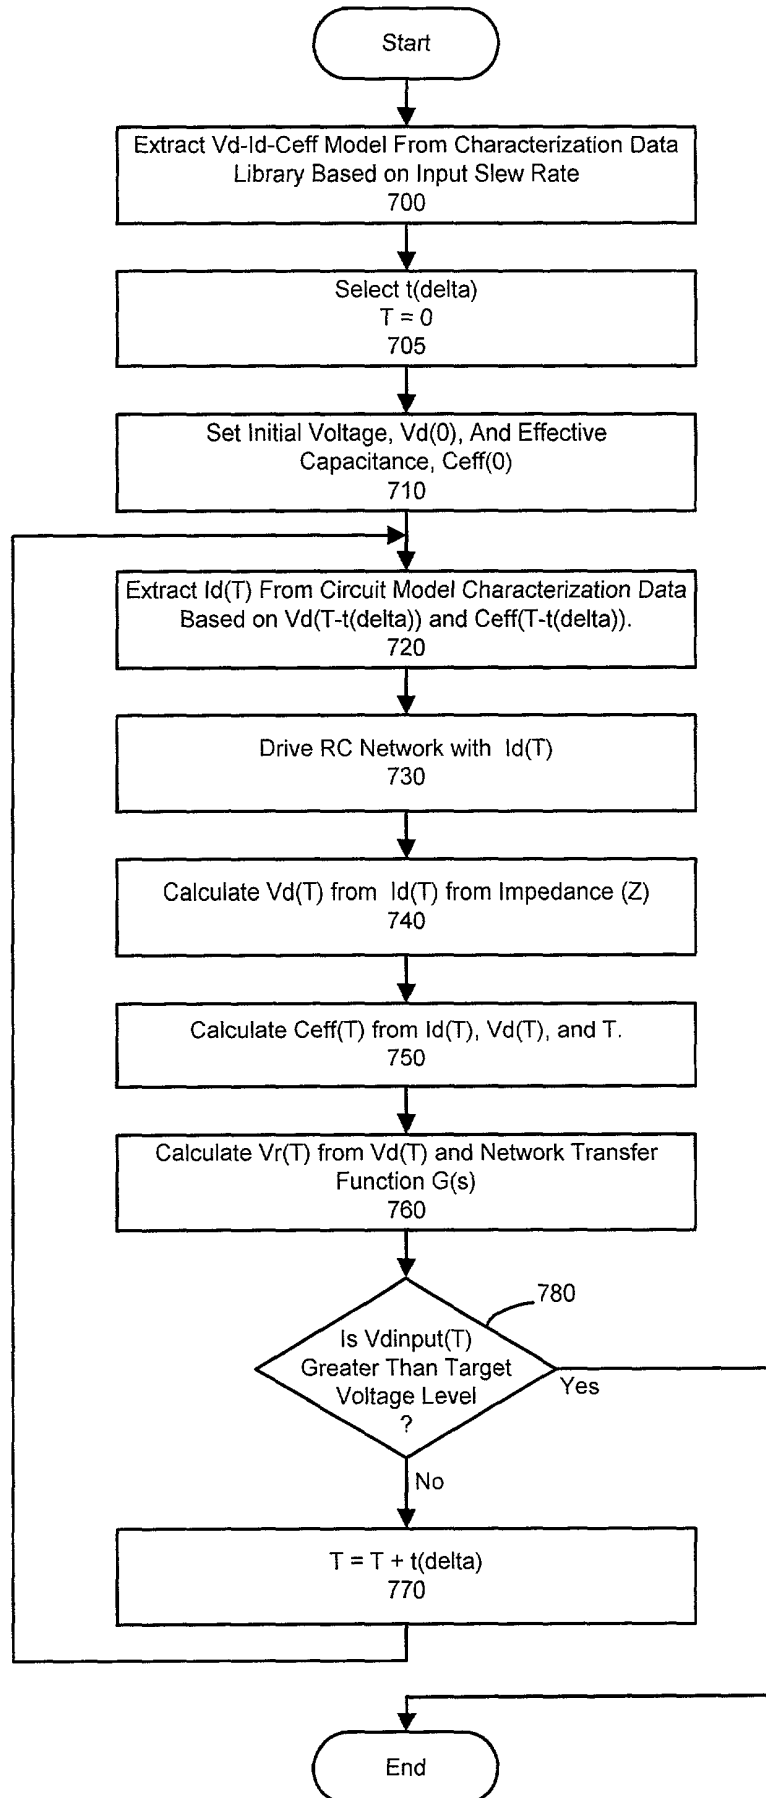 Start
Extract Vd-Id-Ceff Model From Characterization Data
Library Based on Input Slew Rate
700
Select t(delta)
T = 0
705
Set Initial Voltage, Vd(0), And Effective
Capacitance, Ceff(0)
710
Extract Id(T) From Circuit Model Characterization Data
Based on Vd(T-t(delta)) and Ceff(T-t(delta)).
720
Drive RC Network with Id(T)
730
Calculate Vd(T) from Id(T) from Impedance (Z)
740
Calculate Ceff(T) from Id(T), Vd(T), and T.
750
Calculate Vr(T) from Vd(T) and Network Transfer
Function G(s)
760
780
Is Vdinput(T)
Greater Than Target
Voltage Level
?
Yes
No
T = T + t(delta)
770
End